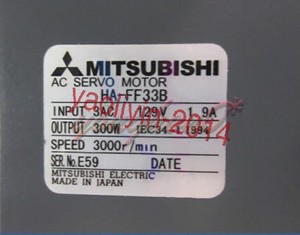 MITSUBISHI
AC SERVO MOTOR
HA-FF33B
INPUT 3AC 129V 1.9A
OUTPUT 300W IEC34-1 1994
SPEED 3000r/min
SER.No.E59 DATE
MITSUBISHI ELECTRIC
MADE IN JAPAN